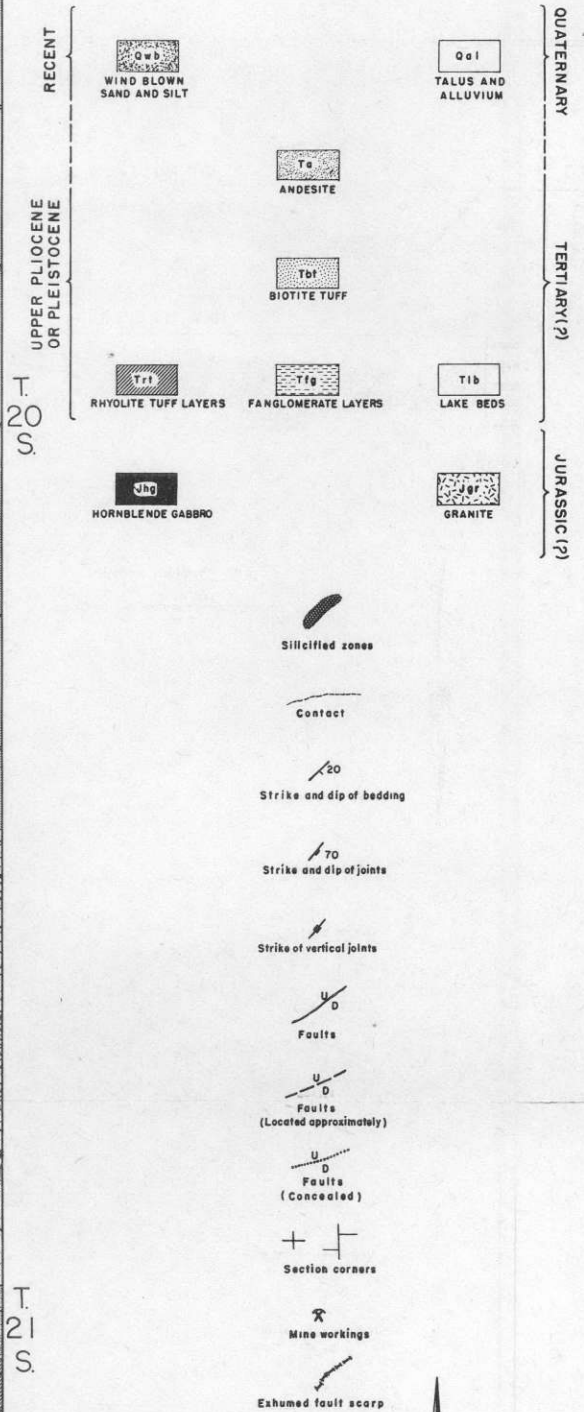 RECENT
Qwb
WIND BLOWN
SAND AND SILT
Qal
TALUS AND
ALLUVIUM
QUATERNARY
Ta
ANDESITE
UPPER PLIOCENE
OR PLEISTOCENE
Tbt
BIOTITE TUFF
TERTIARY(?)
Trt
RHYOLITE TUFF LAYERS
Tfg
FANGLOMERATE LAYERS
Tlb
LAKE BEDS
T.
20
S.
Jhg
HORNBLENDE GABBRO
Jgr
GRANITE
JURASSIC (?)
Silicified zones
Contact
20
Strike and dip of bedding
70
Strike and dip of joints
Strike of vertical joints
U
D
Faults
U
D
Faults
(Located approximately)
U
D
Faults
(Concealed)
Section corners
T.
21
S.
Mine workings
Exhumed fault scarp